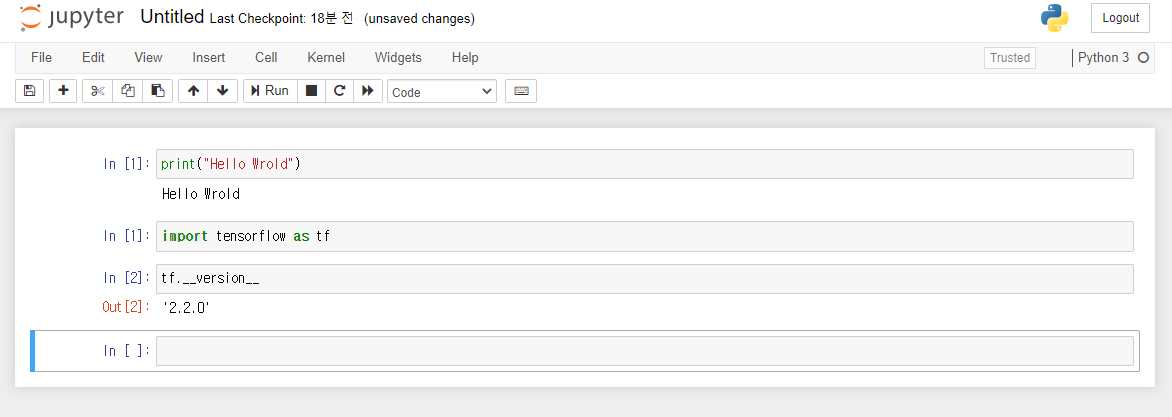 jupyter Untitled Last Checkpoint: 18분 전 (unsaved changes) Logout
File Edit View Insert Cell Kernel Widgets Help Trusted Python 3
Run Code
In [1]: print("Hello Wrold")
Hello Wrold
In [1]: import tensorflow as tf
In [2]: tf.__version__
Out[2]: '2.2.0'
In [ ]: